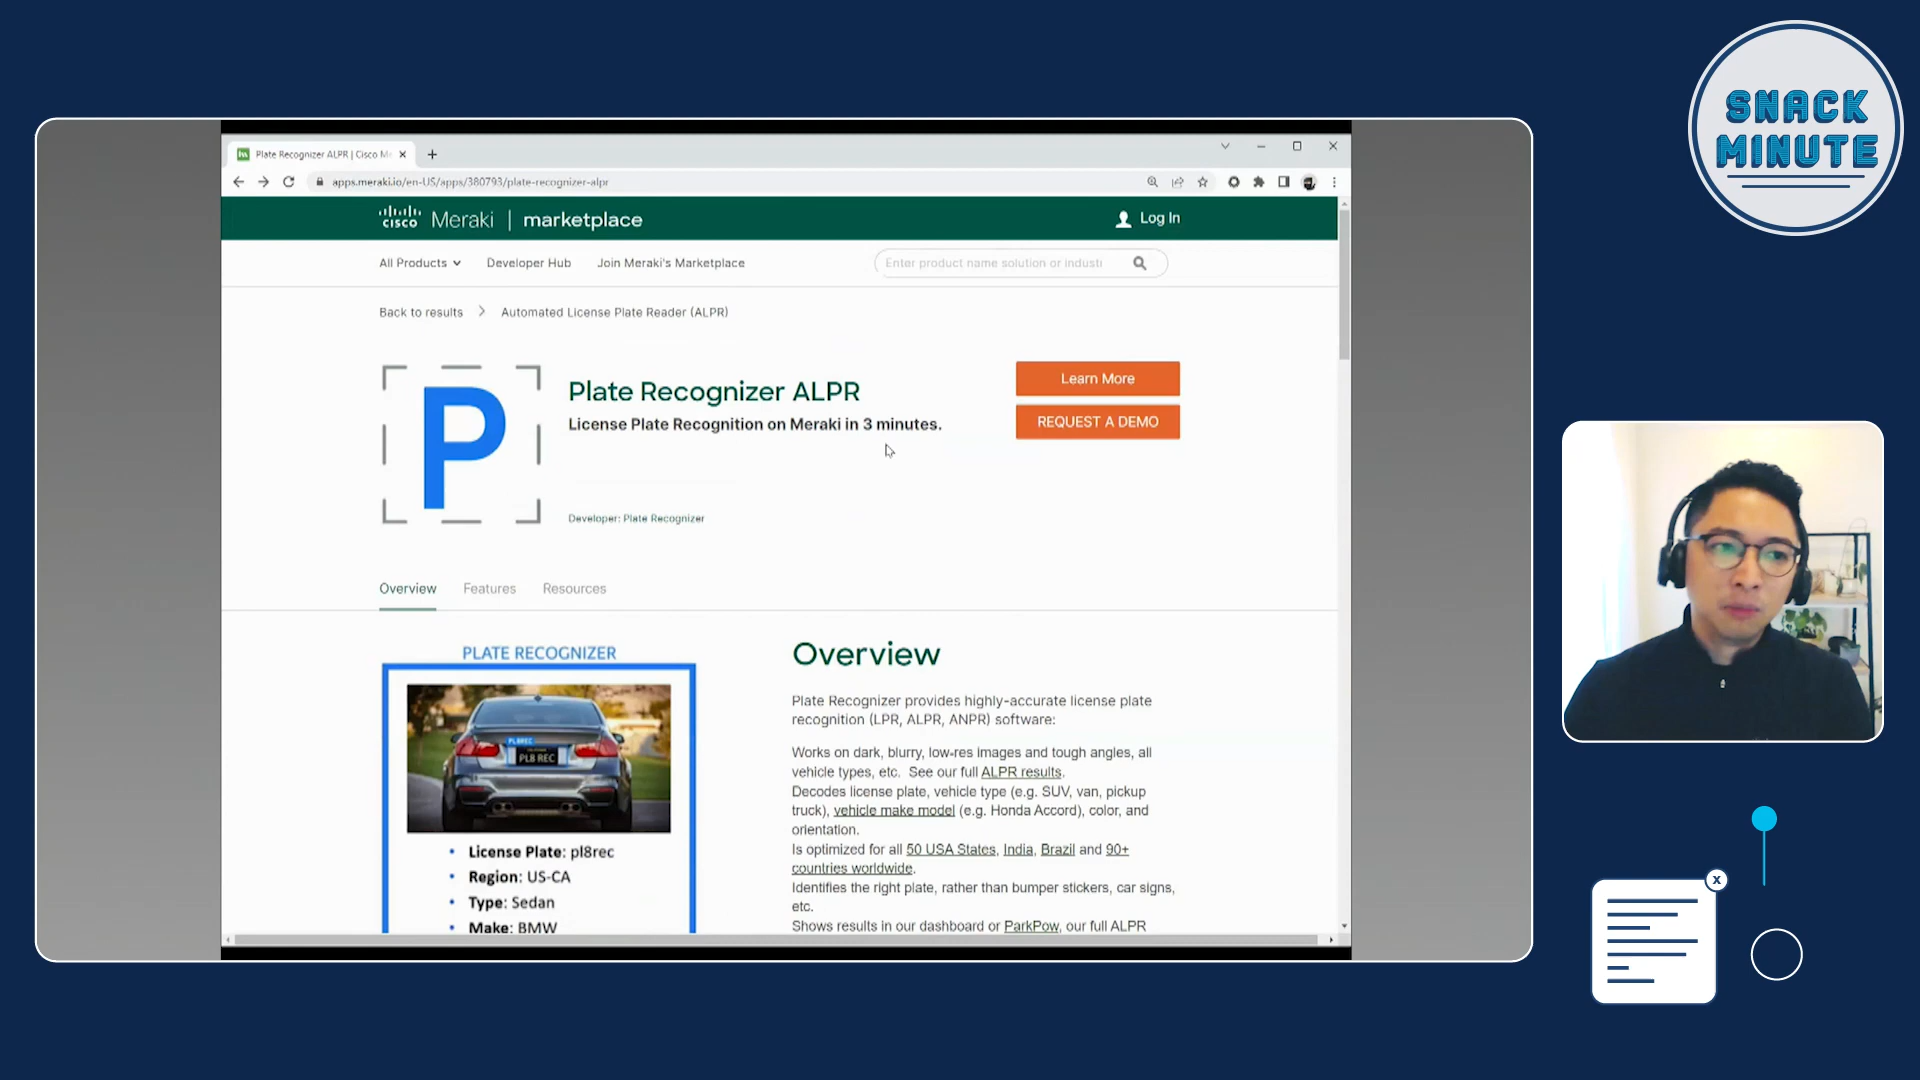 SNACK
MINUTE
Plate Recognizer ALPR | Cisco Me
apps.meraki.io/en-US/apps/380793/plate-recognizer-alpr
cisco Meraki | marketplace
Log In
All Products
Developer Hub
Join Meraki's Marketplace
Enter product name solution or industi
Back to results
Automated License Plate Reader (ALPR)
P
Plate Recognizer ALPR
License Plate Recognition on Meraki in 3 minutes.
Developer: Plate Recognizer
Learn More
REQUEST A DEMO
Overview
Features
Resources
PLATE RECOGNIZER
PL8REC
PL8 REC
• License Plate: pl8rec
• Region: US-CA
• Type: Sedan
• Make: BMW
Overview
Plate Recognizer provides highly-accurate license plate
recognition (LPR, ALPR, ANPR) software:
Works on dark, blurry, low-res images and tough angles, all
vehicle types, etc. See our full ALPR results.
Decodes license plate, vehicle type (e.g. SUV, van, pickup
truck), vehicle make model (e.g. Honda Accord), color, and
orientation.
Is optimized for all 50 USA States, India, Brazil and 90+
countries worldwide.
Identifies the right plate, rather than bumper stickers, car signs,
etc.
Shows results in our dashboard or ParkPow, our full ALPR
x